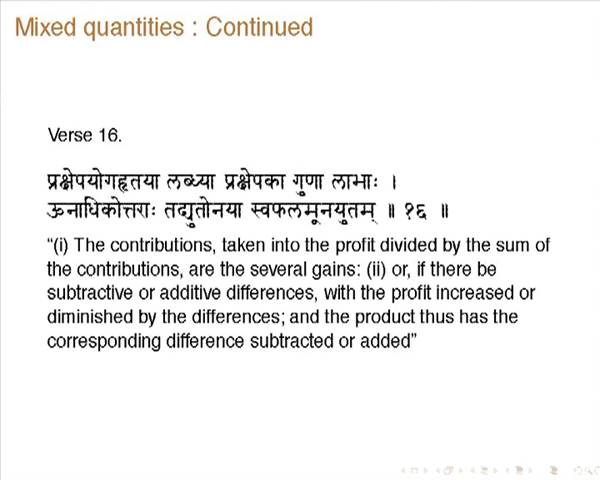 Mixed quantities : Continued
Verse 16.
प्रक्षेपयोगहृतया लब्ध्या प्रक्षेपका गुणा लाभाः ।
ऊनाधिकोत्तराः तद्युतोनया स्वफलमूनयुतम् ॥ १६ ॥
“(i) The contributions, taken into the profit divided by the sum of
the contributions, are the several gains: (ii) or, if there be
subtractive or additive differences, with the profit increased or
diminished by the differences; and the product thus has the
corresponding difference subtracted or added”